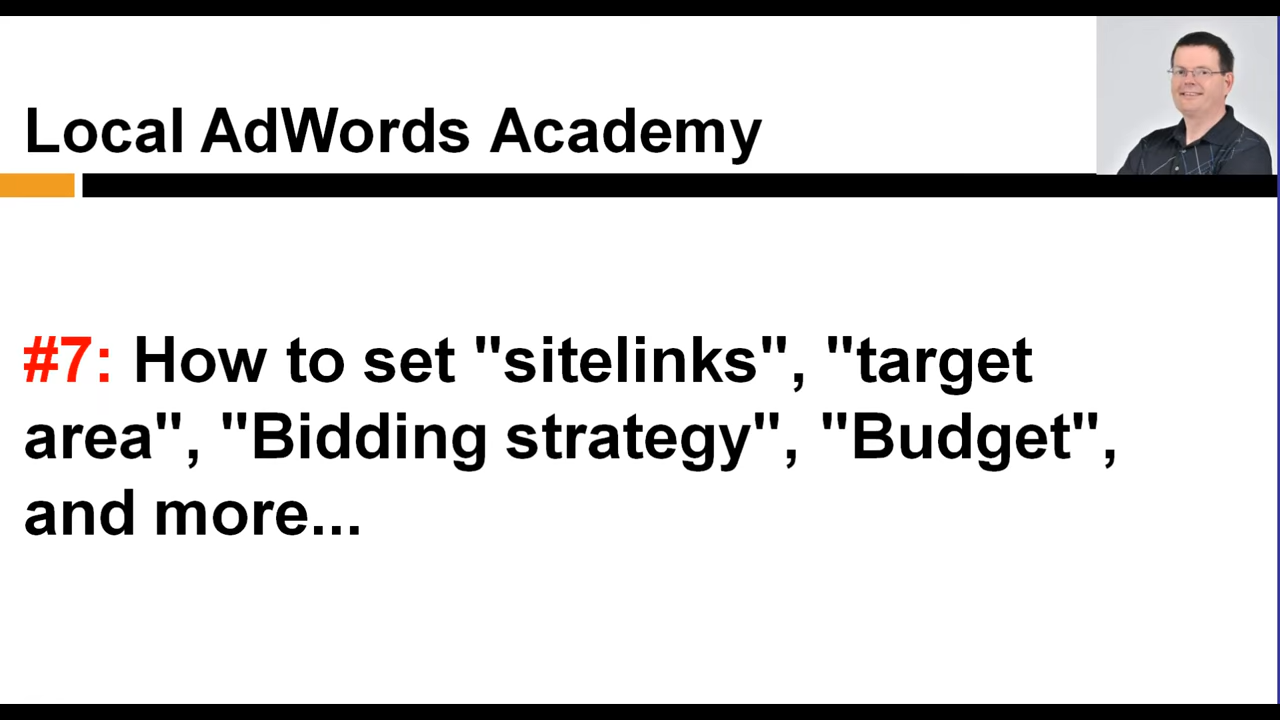 Local AdWords Academy
#7: How to set "sitelinks", "target
area", "Bidding strategy", "Budget",
and more...